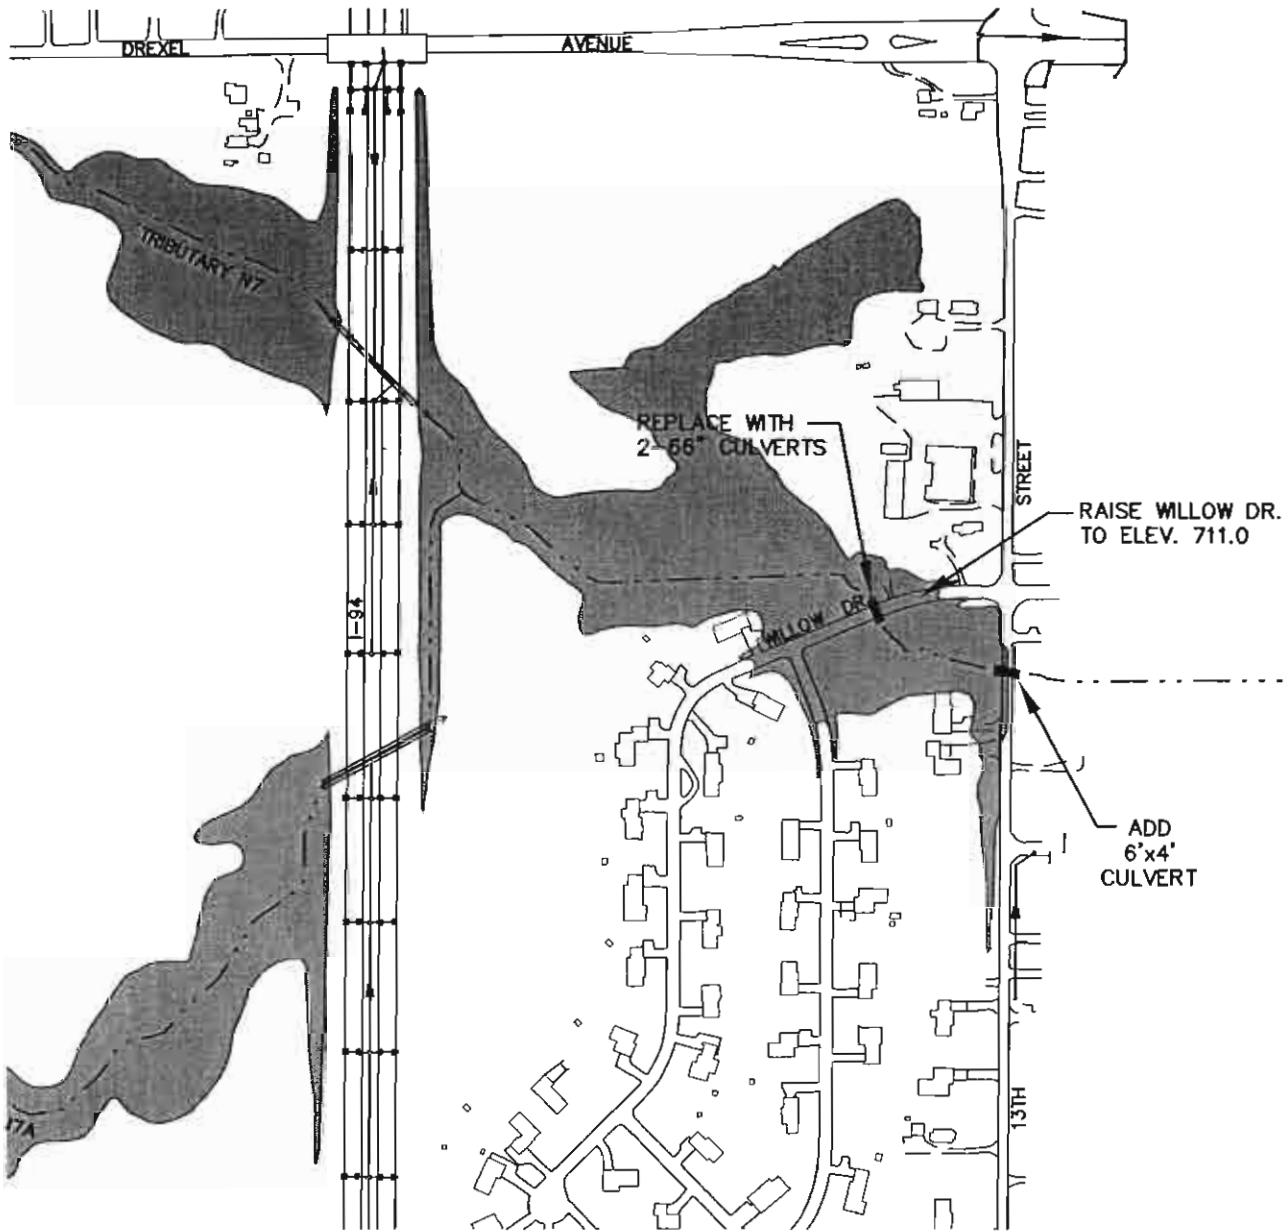 DREXEL
AVENUE
TRIBUTARY N7
REPLACE WITH
2-66" CULVERTS
STREET
RAISE WILLOW DR.
TO ELEV. 711.0
I-94
WILLOW DR.
ADD
6'x4'
CULVERT
13TH